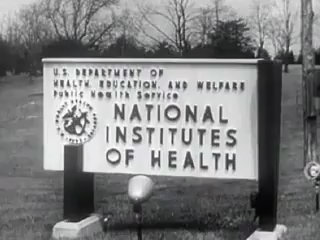 U.S. DEPARTMENT OF
HEALTH, EDUCATION, AND WELFARE
Public Health Service
NATIONAL
INSTITUTES
OF HEALTH